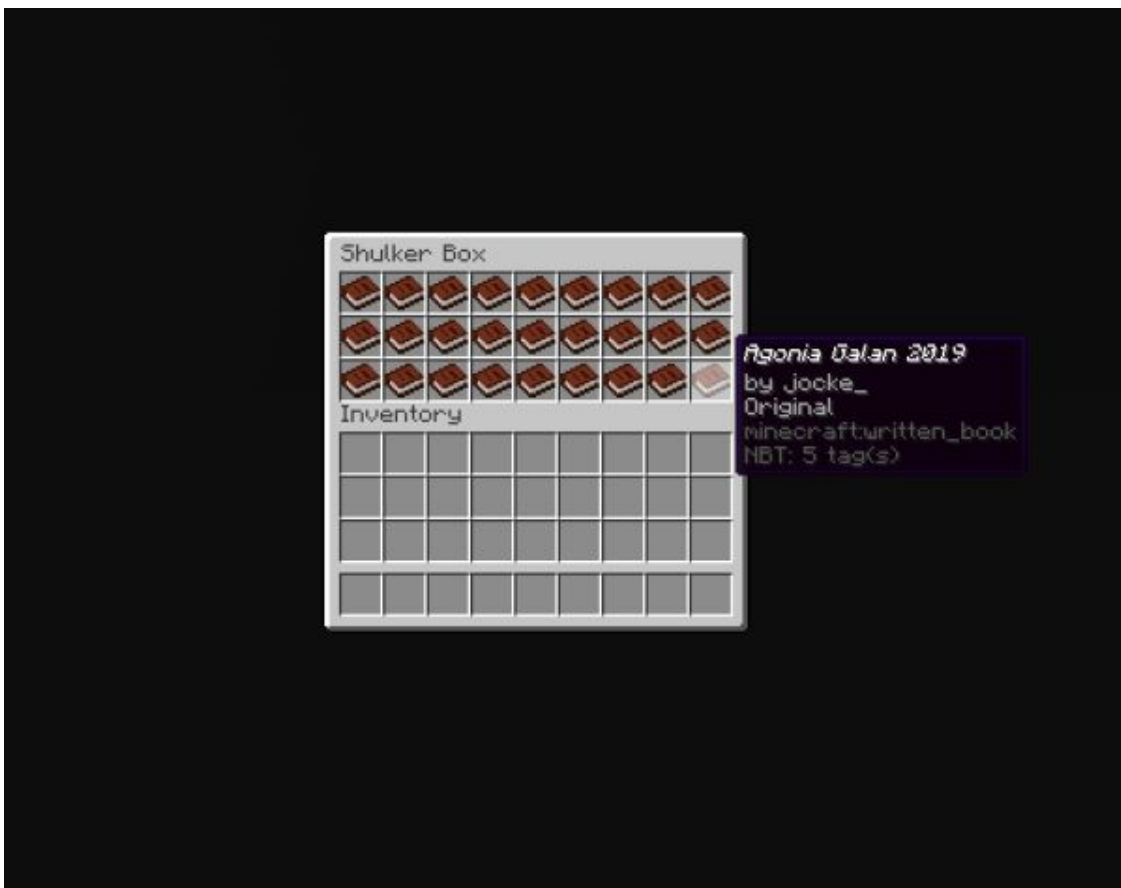 Shulker Box
Inventory
Agonia Galan 2019
by jocke_
Original
minecraft:written_book
NBT: 5 tag(s)